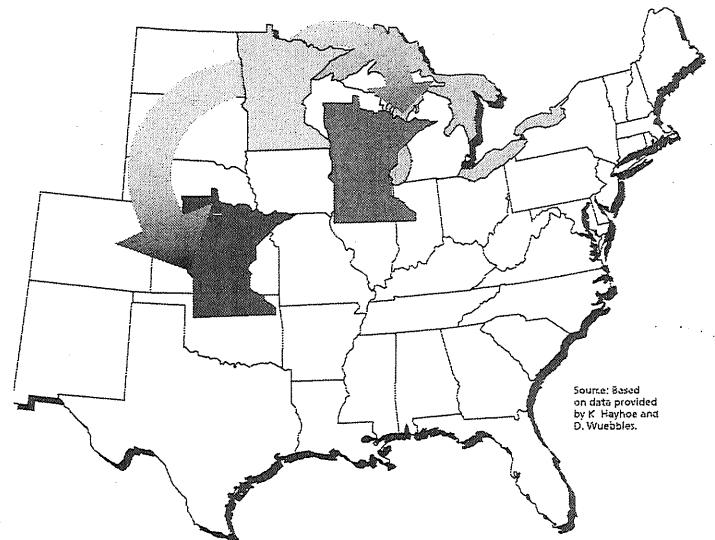 Source: Based
on data provided
by K. Hayhoe and
D. Wuebbles.